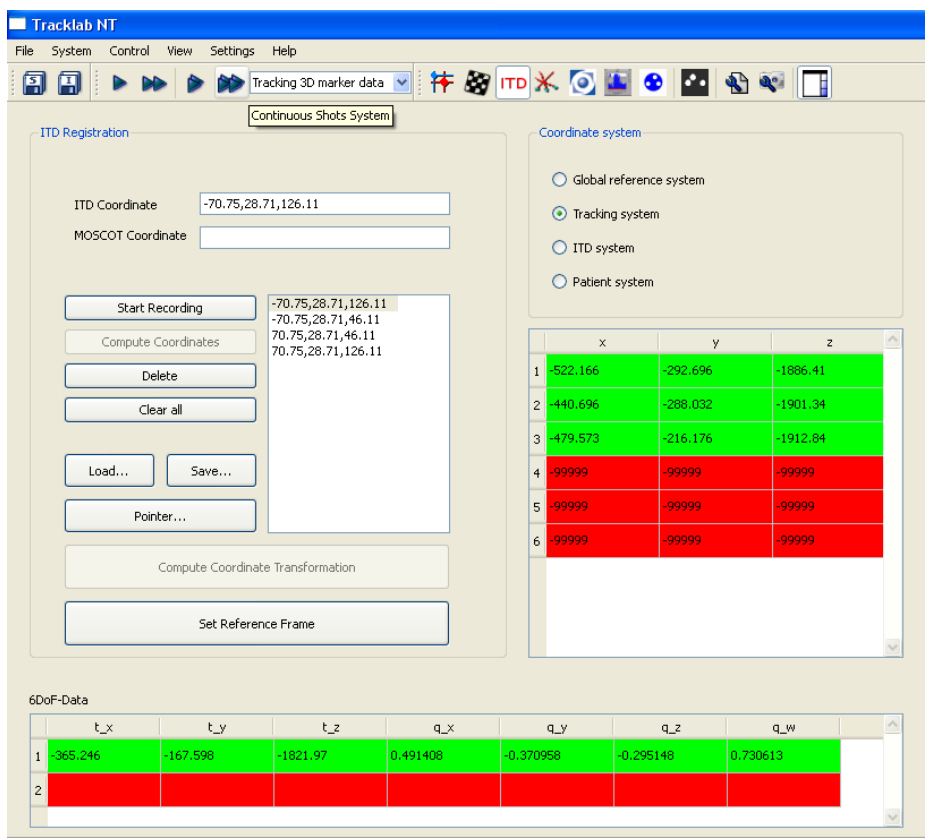 Tracklab NT
File System Control View Settings Help
S I Tracking 3D marker data ITD
Continuous Shots System
ITD Registration
ITD Coordinate -70.75,28.71,126.11
MOSCOT Coordinate
Start Recording
Compute Coordinates
Delete
Clear all
Load... Save...
Pointer...
-70.75,28.71,126.11
-70.75,28.71,46.11
70.75,28.71,46.11
70.75,28.71,126.11
Compute Coordinate Transformation
Set Reference Frame
Coordinate system
Global reference system
Tracking system
ITD system
Patient system
x y z
1 -522.166 -292.696 -1886.41
2 -440.696 -288.032 -1901.34
3 -479.573 -216.176 -1912.84
4 -99999 -99999 -99999
5 -99999 -99999 -99999
6 -99999 -99999 -99999
6DoF-Data
t_x t_y t_z q_x q_y q_z q_w
1 -365.246 -167.598 -1821.97 0.491408 -0.370958 -0.295148 0.730613
2